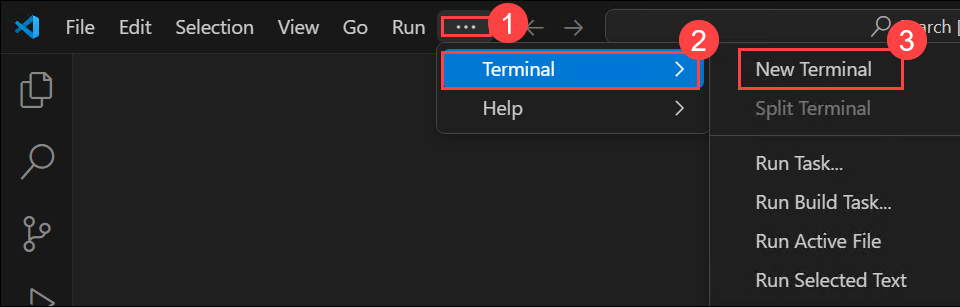 File Edit Selection View Go Run ··· 1 Search [
2 3
Terminal New Terminal
Help Split Terminal
Run Task...
Run Build Task...
Run Active File
Run Selected Text